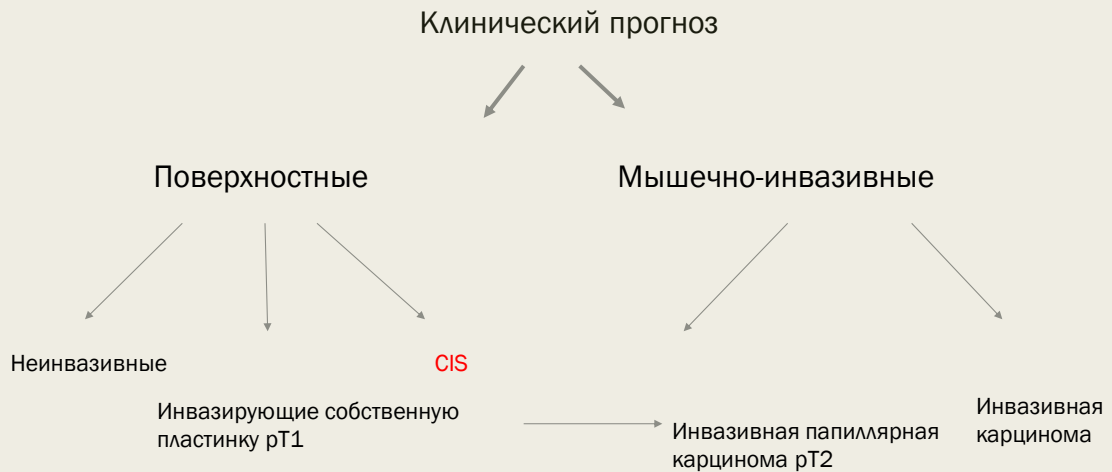 Клинический прогноз
Поверхностные
Мышечно-инвазивные
Неинвазивные
CIS
Инвазирующие собственную
пластинку pT1
Инвазивная папиллярная
карцинома pT2
Инвазивная
карцинома